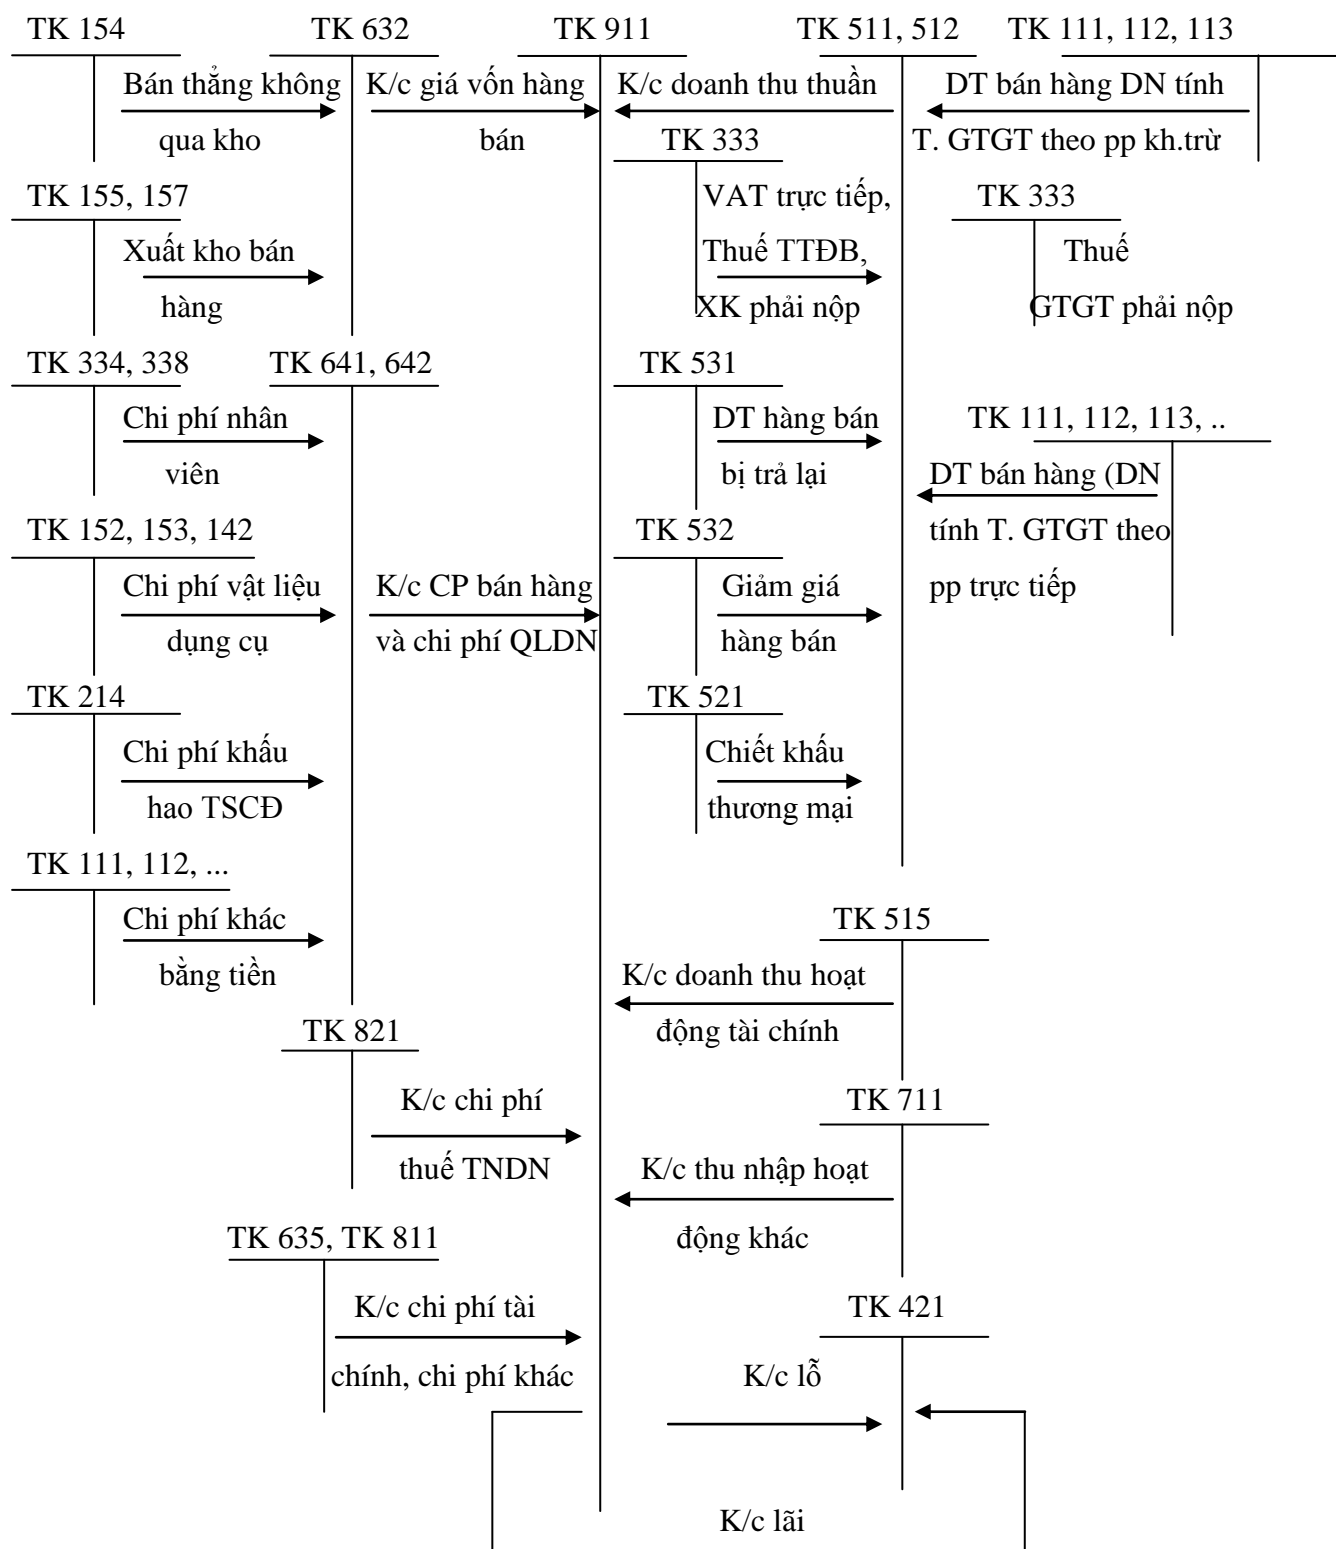 TK 154 TK 632 TK 911 TK 511, 512 TK 111, 112, 113
Bán thẳng không K/c giá vốn hàng K/c doanh thu thuần DT bán hàng DN tính
qua kho bán TK 333 T. GTGT theo pp kh.trừ
TK 155, 157 VAT trực tiếp, TK 333
Xuất kho bán Thuế TTĐB, Thuế
hàng XK phải nộp GTGT phải nộp
TK 334, 338 TK 641, 642 TK 531
Chi phí nhân DT hàng bán TK 111, 112, 113, ..
viên bị trả lại DT bán hàng (DN
TK 152, 153, 142 TK 532 tính T. GTGT theo
Chi phí vật liệu K/c CP bán hàng Giảm giá pp trực tiếp
dụng cụ và chi phí QLDN hàng bán
TK 214 TK 521
Chi phí khấu Chiết khấu
hao TSCĐ thương mại
TK 111, 112, ...
Chi phí khác TK 515
bằng tiền K/c doanh thu hoạt
TK 821 động tài chính
K/c chi phí TK 711
thuế TNDN K/c thu nhập hoạt
TK 635, TK 811 động khác
K/c chi phí tài TK 421
chính, chi phí khác K/c lỗ
K/c lãi